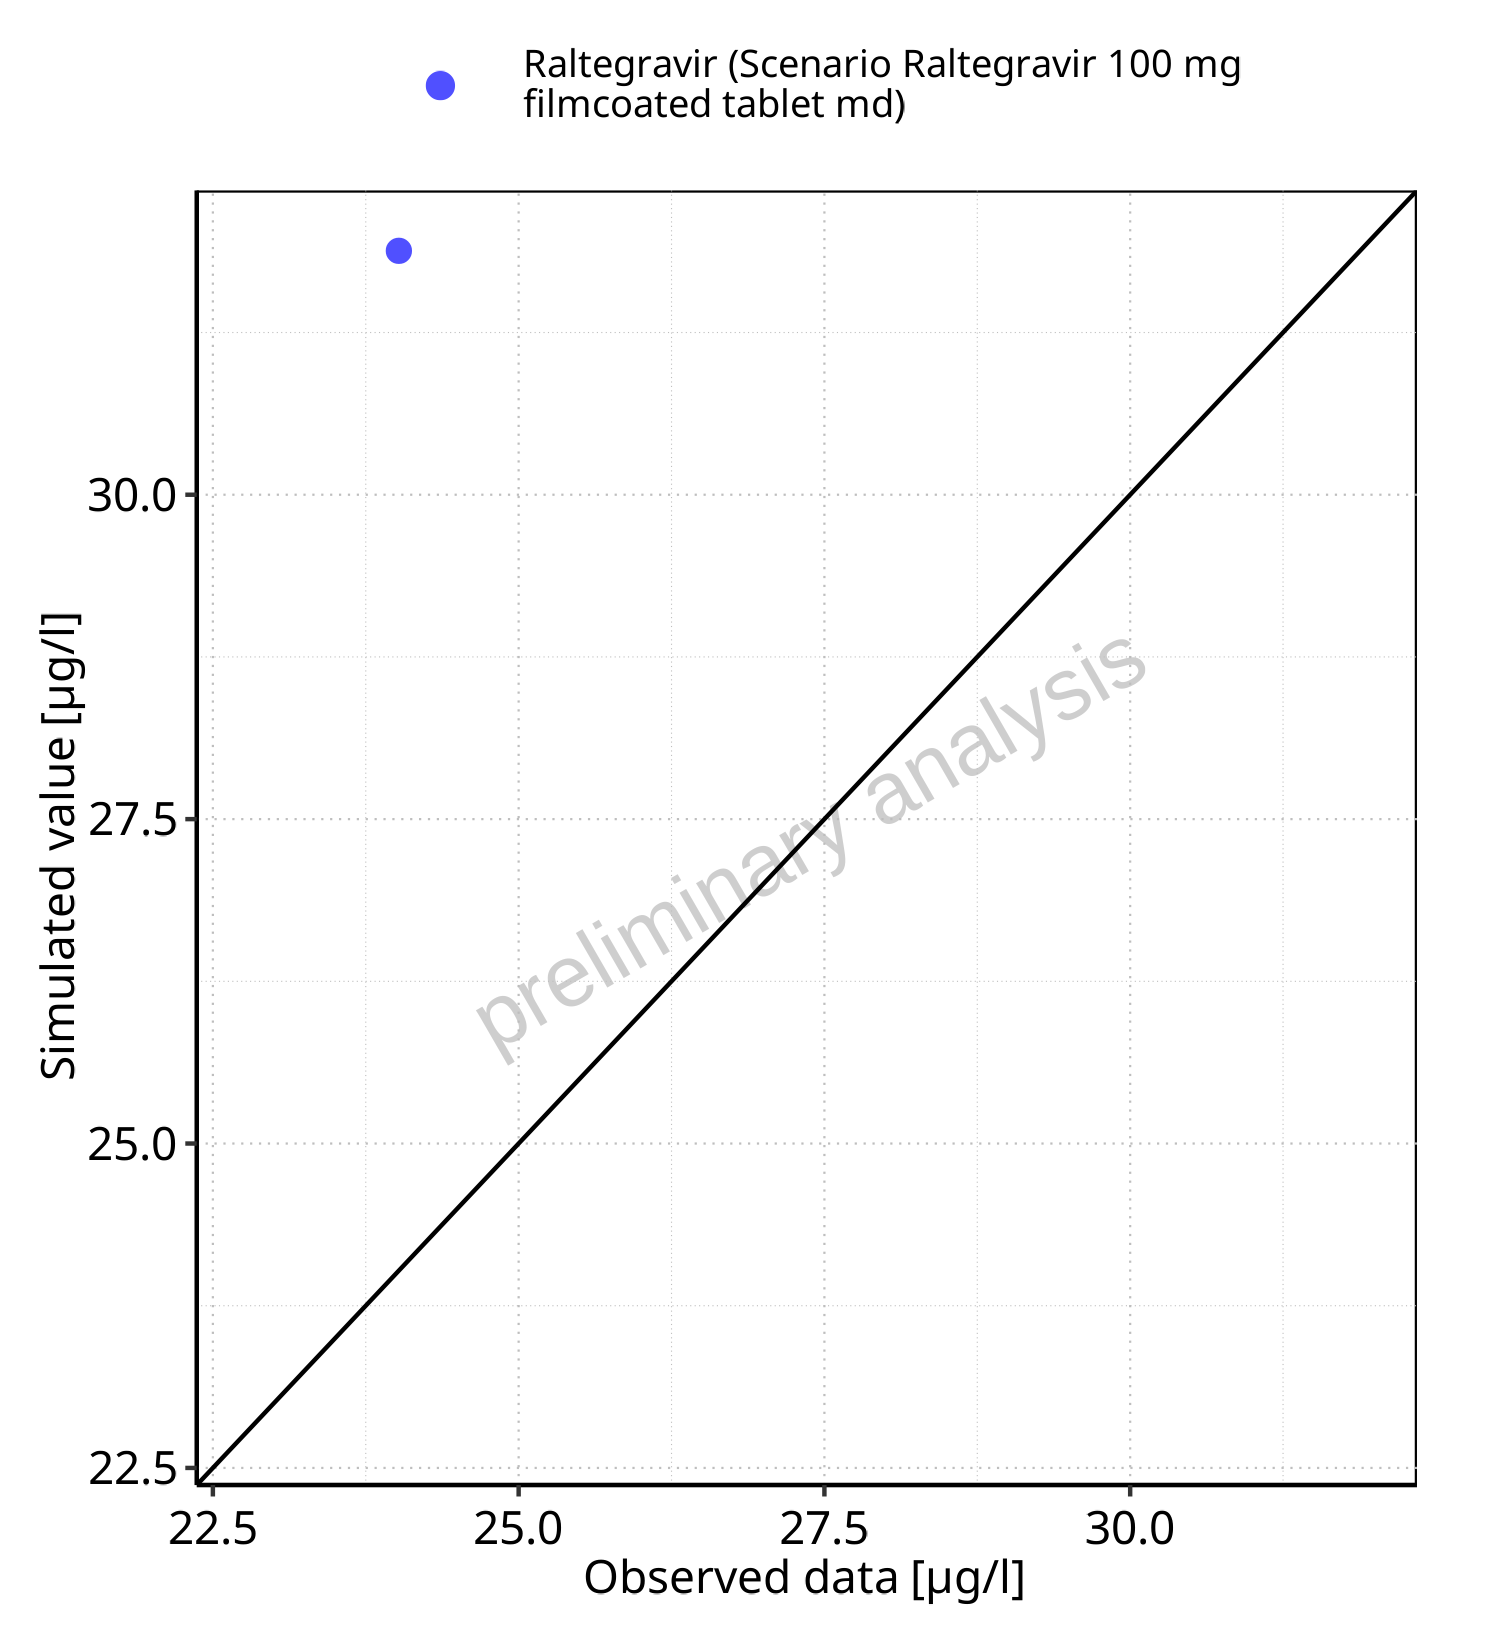 Raltegravir (Scenario Raltegravir 100 mg
filmcoated tablet md)
30.0
27.5
25.0
22.5
Simulated value [µg/l]
preliminary analysis
22.5 25.0 27.5 30.0
Observed data [µg/l]